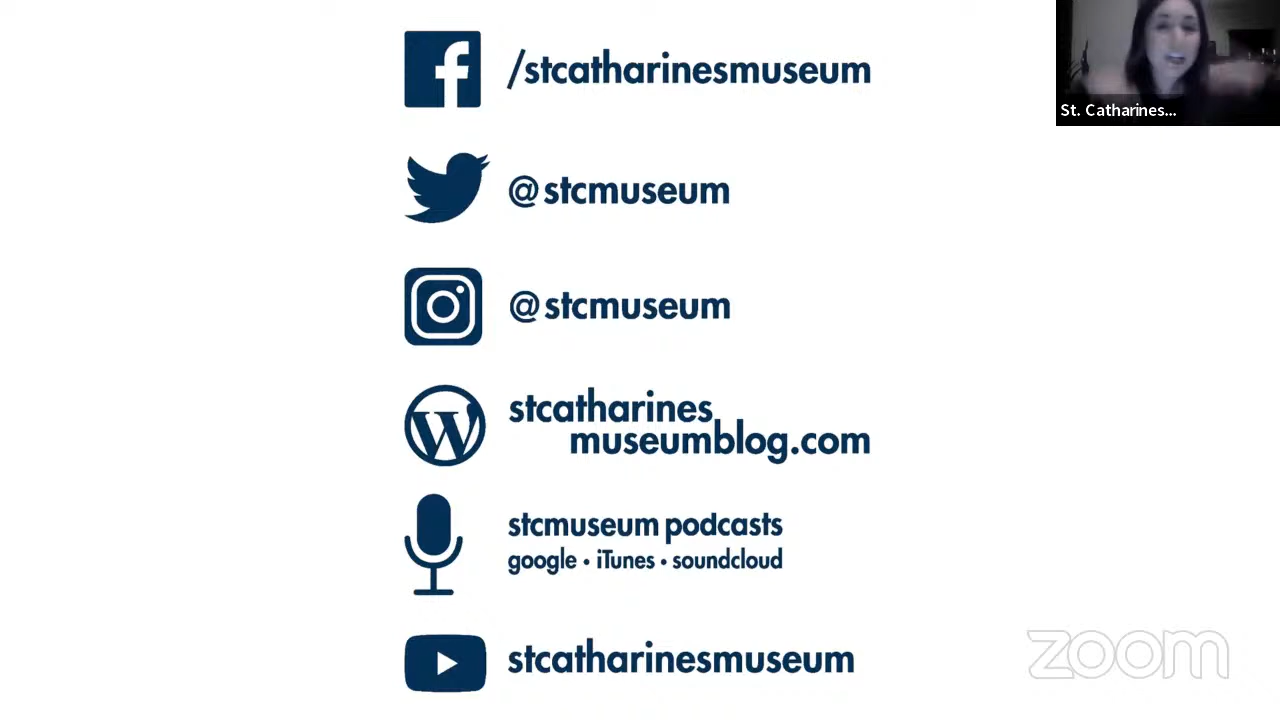 /stcatharinesmuseum
St. Catharines...
@stcmuseum
@stcmuseum
stcatharines
museumblog.com
stcmuseum podcasts
google • iTunes • soundcloud
stcatharinesmuseum
zoom